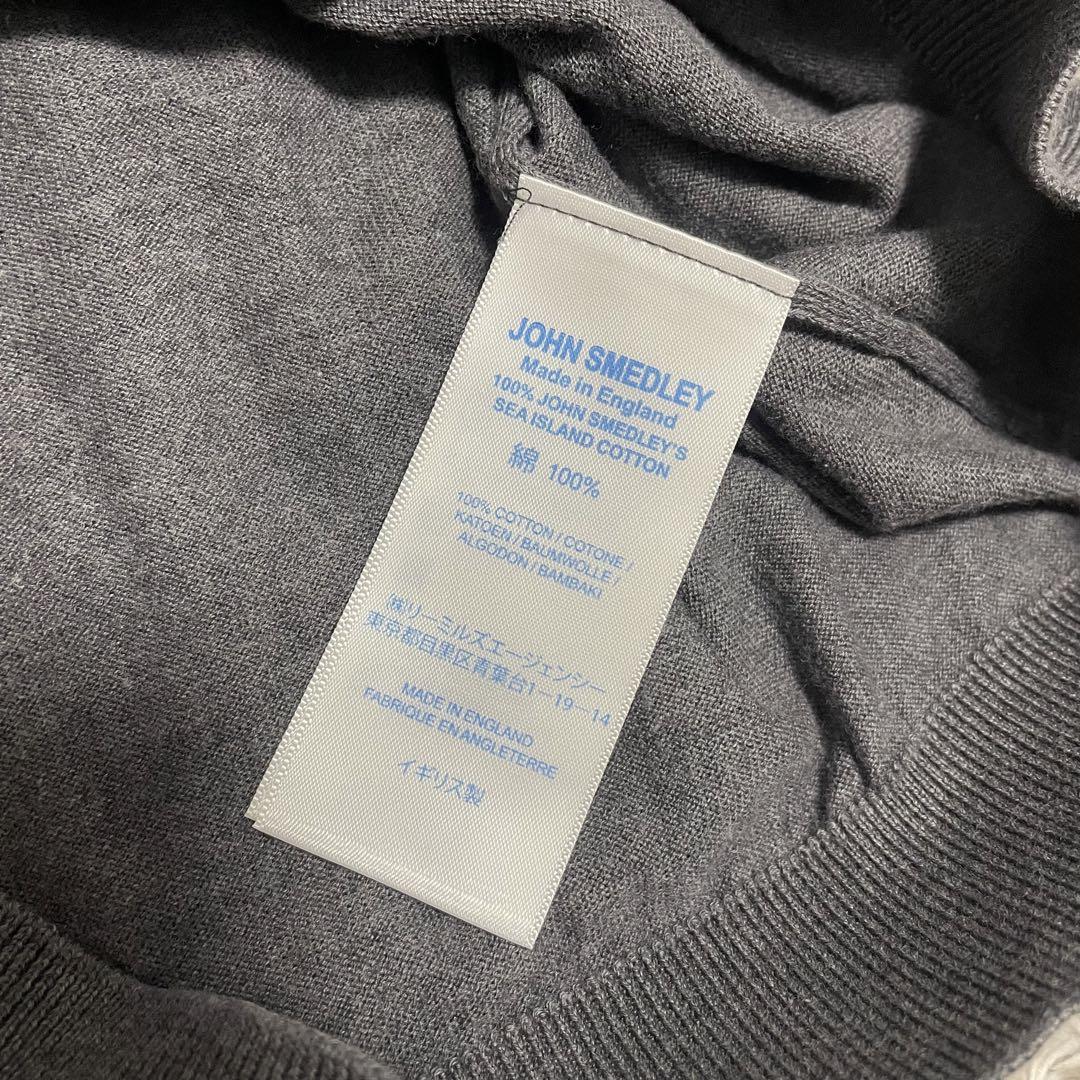 JOHN SMEDLEY
Made in England
100% JOHN SMEDLEY'S
SEA ISLAND COTTON
綿 100%
100% COTTON / COTONE /
KATOEN / BAUMWOLLE /
ALGODON / BAMBAKI
㈱リーミルズエージェンシー
東京都目黒区青葉台1-19-14
MADE IN ENGLAND
FABRIQUE EN ANGLETERRE
イギリス製